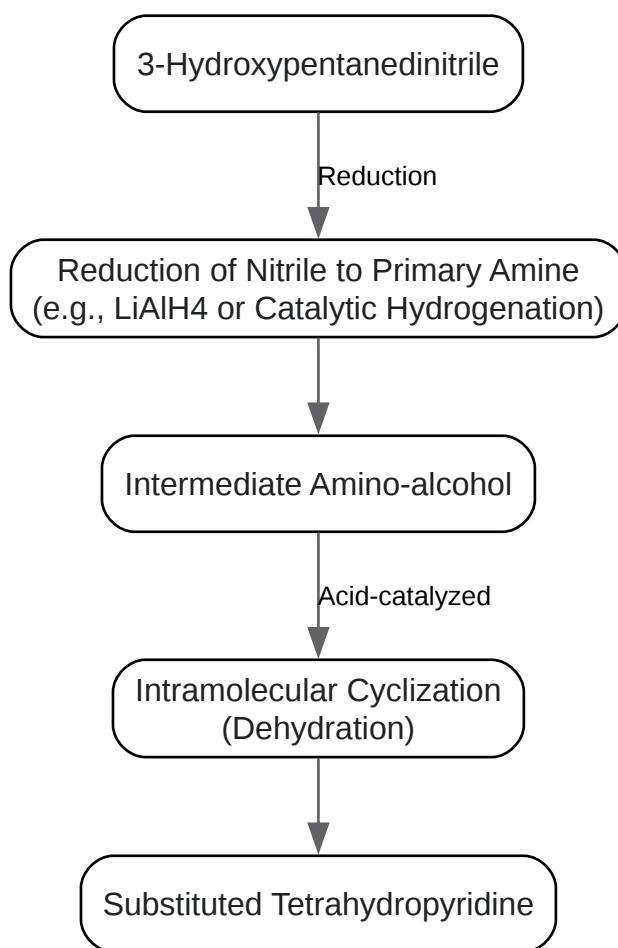 3-Hydroxypentanedinitrile
Reduction
Reduction of Nitrile to Primary Amine
(e.g., LiAlH4 or Catalytic Hydrogenation)
Intermediate Amino-alcohol
Acid-catalyzed
Intramolecular Cyclization
(Dehydration)
Substituted Tetrahydropyridine